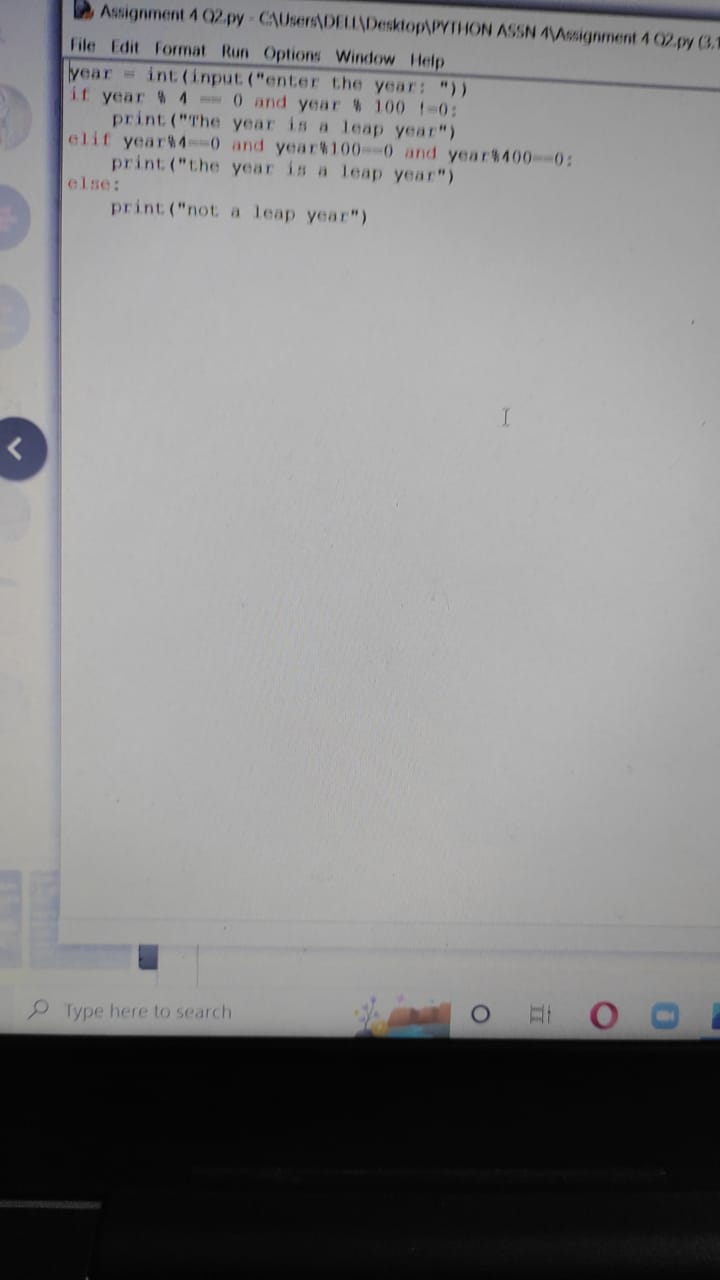 Assignment 4 Q2.py - C:\Users\DELL\Desktop\PYTHON ASSN 4\Assignment 4 Q2.py (3.1
File Edit Format Run Options Window Help
year = int(input("enter the year: "))
if year % 4 == 0 and year % 100 !=0:
    print("The year is a leap year")
elif year%4==0 and year%100==0 and year%400==0:
    print("the year is a leap year")
else:
    print("not a leap year")
Type here to search